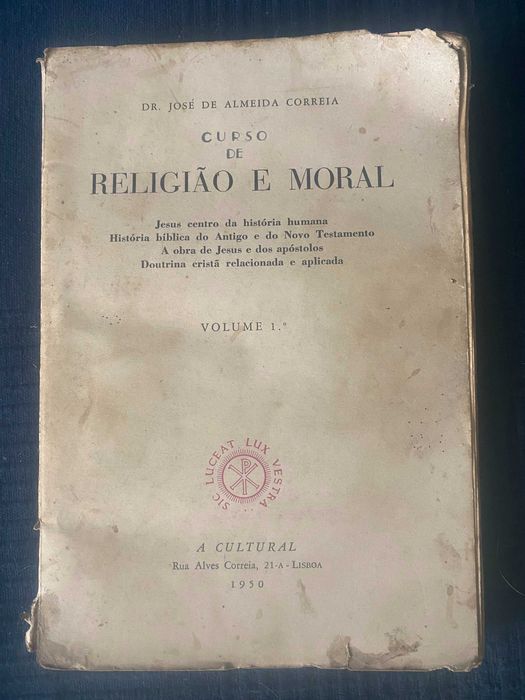 DR. JOSÉ DE ALMEIDA CORREIA
CURSO
DE
RELIGIÃO E MORAL
Jesus centro da história humana
História bíblica do Antigo e do Novo Testamento
A obra de Jesus e dos apóstolos
Doutrina cristã relacionada e aplicada
VOLUME 1.º
SIC LUCEAT LUX VESTRA...
A CULTURAL
Rua Alves Correia, 21-A - LISBOA
1950